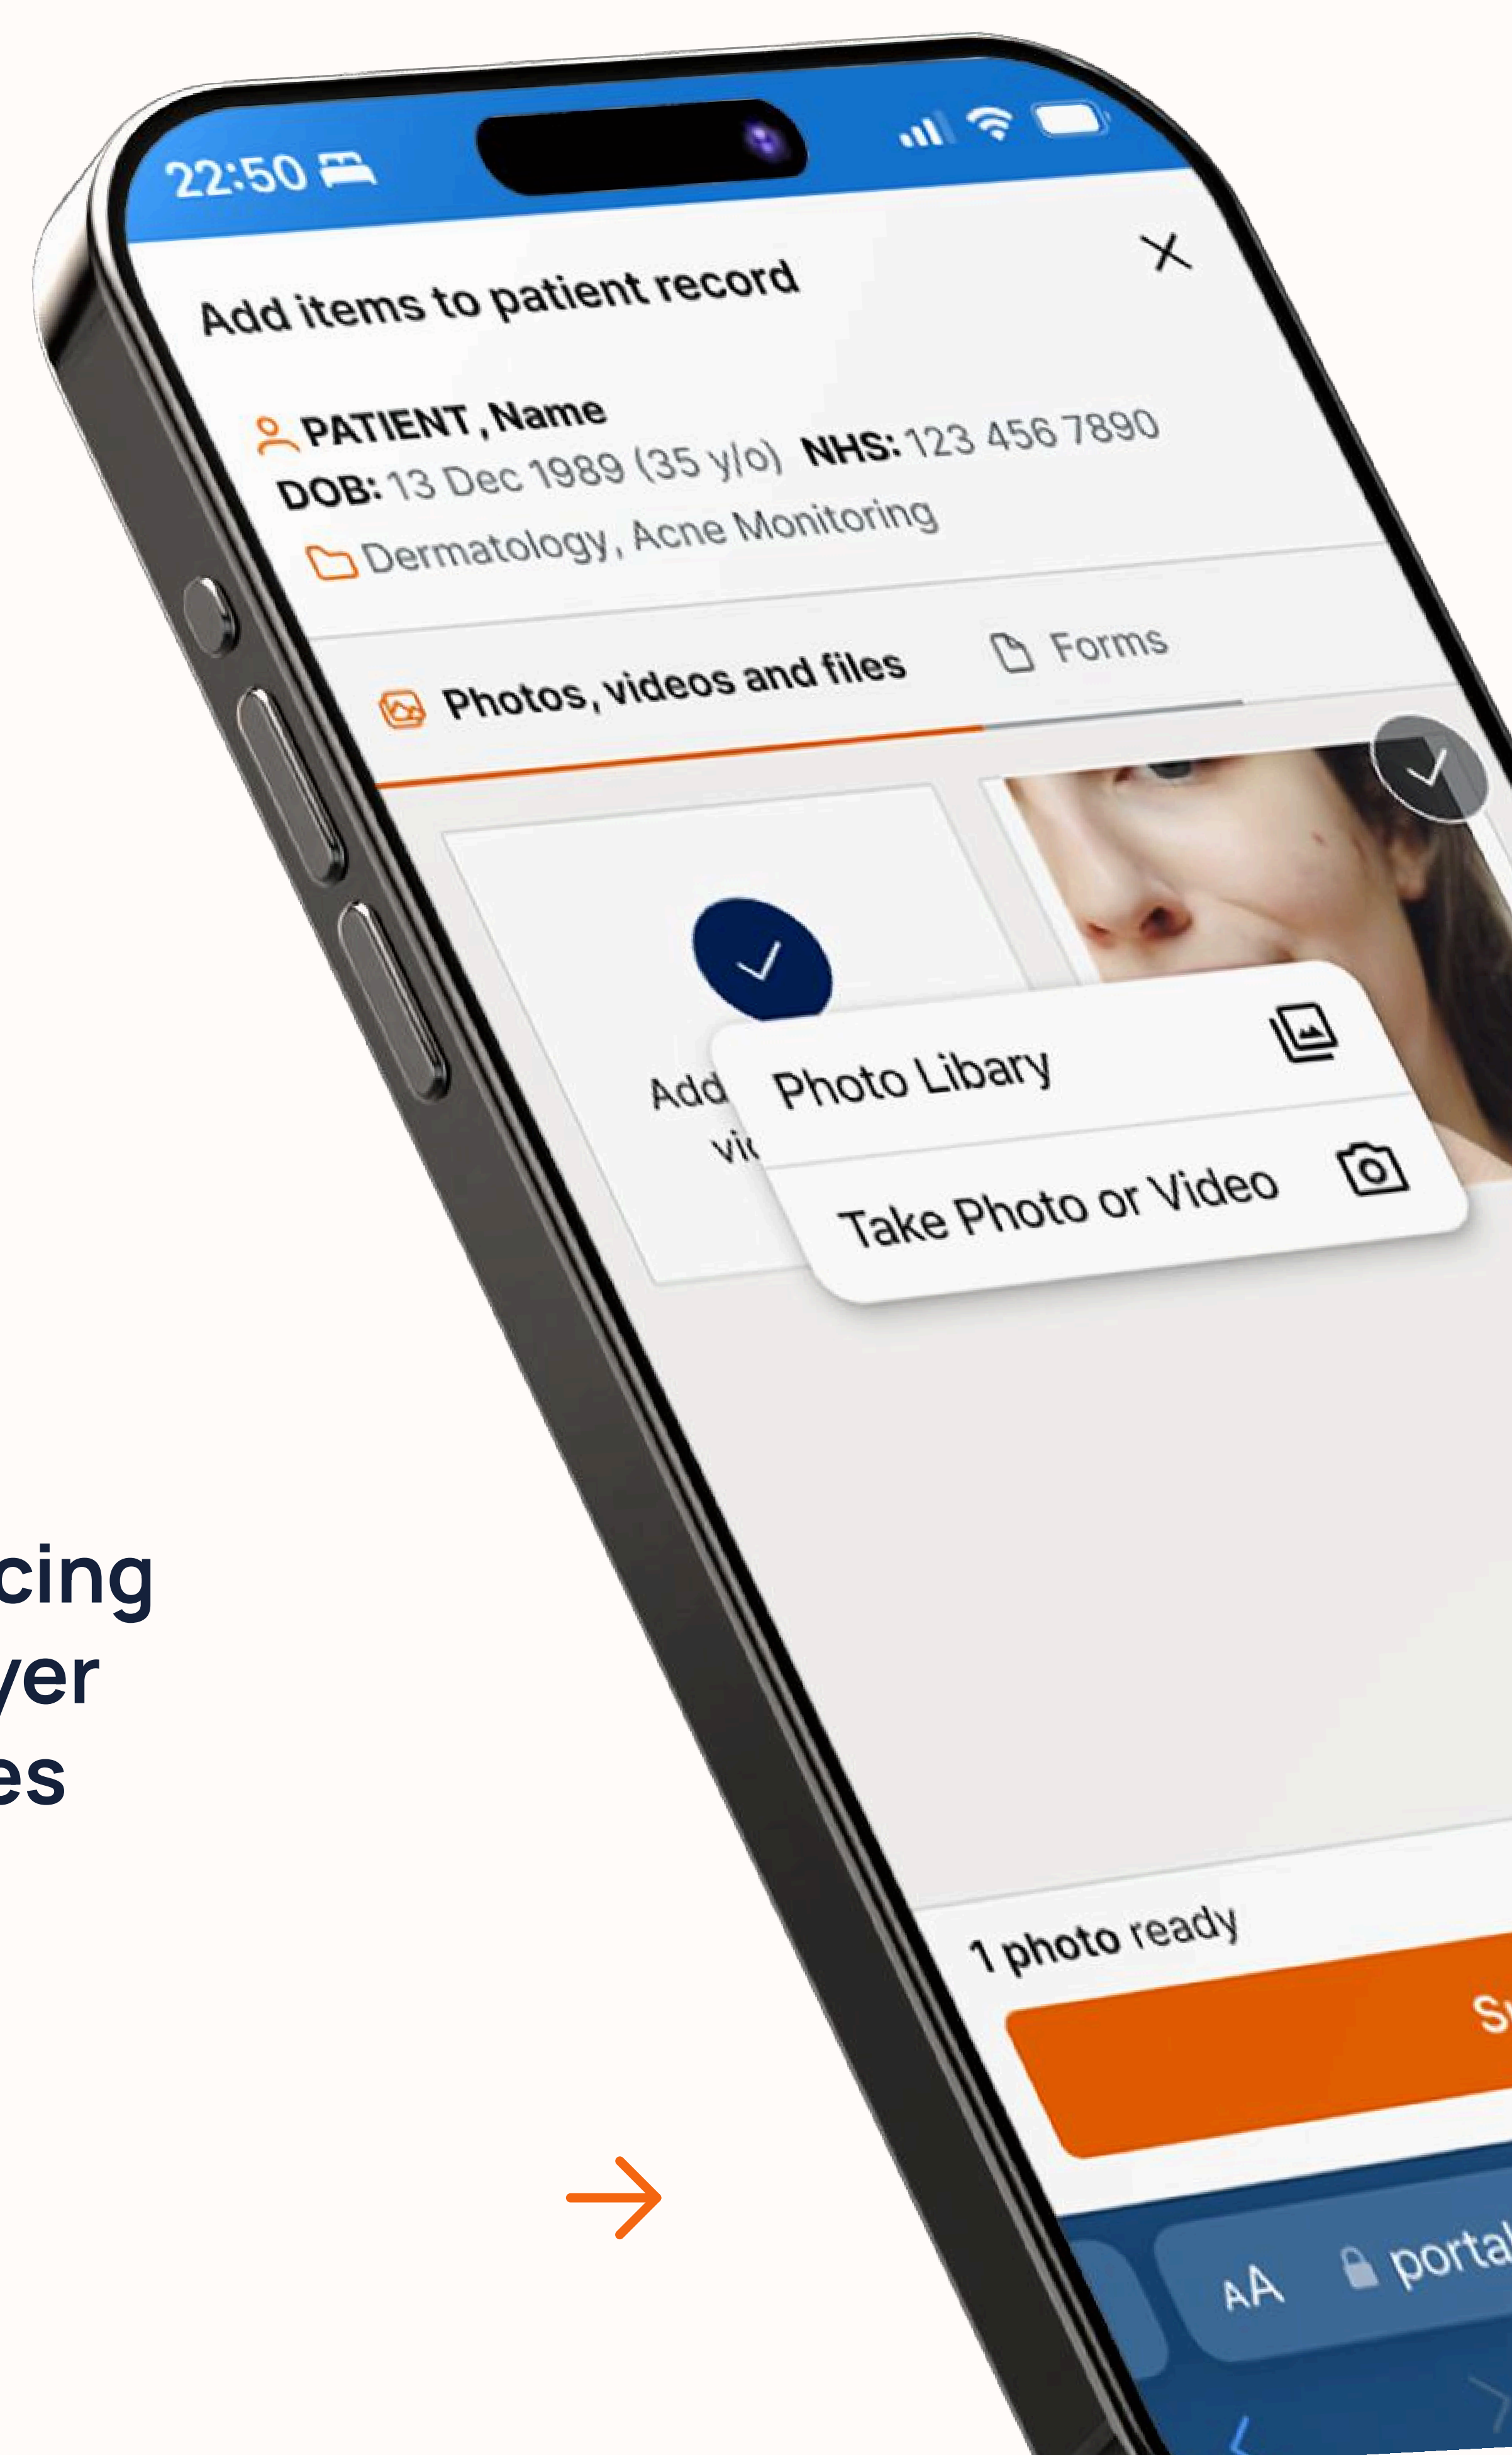 22:50
Add items to patient record
PATIENT, Name
DOB: 13 Dec 1989 (35 y/o) NHS: 123 456 7890
Dermatology, Acne Monitoring
Photos, videos and files Forms
Add
Photo Libary
Take Photo or Video
cing
yer
es
1 photo ready
AA portal